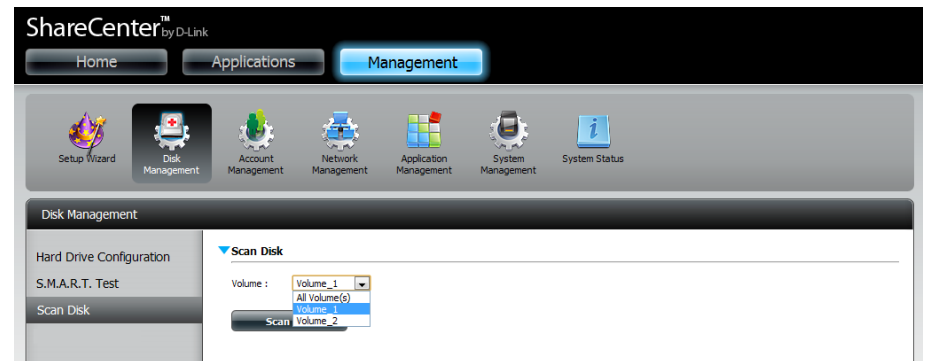 ShareCenter™ by D-Link
Home Applications Management
Setup Wizard
Disk Management
Account Management
Network Management
Application Management
System Management
System Status
Disk Management
Hard Drive Configuration
S.M.A.R.T. Test
Scan Disk
Scan Disk
Volume : Volume_1
All Volume(s)
Volume_1
Volume_2
Scan